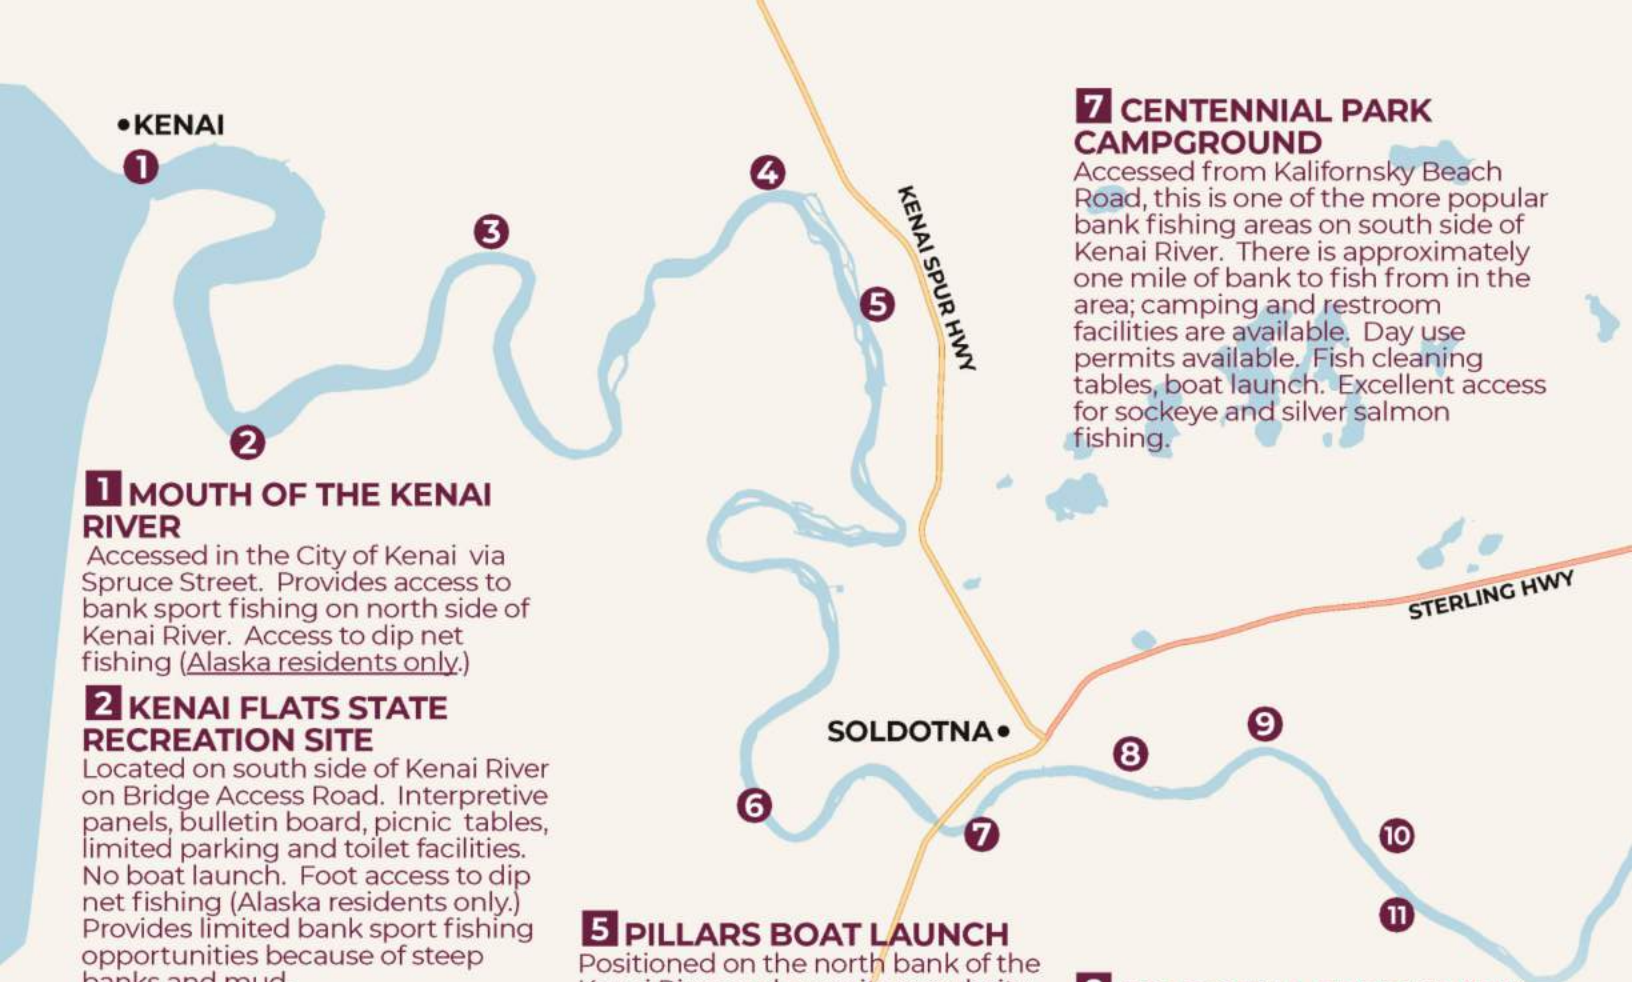 •KENAI
1
2
3
4
5
6
7
8
9
10
11
KENAI SPUR HWY
STERLING HWY
SOLDOTNA•
1 MOUTH OF THE KENAI
RIVER
Accessed in the City of Kenai via
Spruce Street. Provides access to
bank sport fishing on north side of
Kenai River. Access to dip net
fishing (Alaska residents only.)
2 KENAI FLATS STATE
RECREATION SITE
Located on south side of Kenai River
on Bridge Access Road. Interpretive
panels, bulletin board, picnic tables,
limited parking and toilet facilities.
No boat launch. Foot access to dip
net fishing (Alaska residents only.)
Provides limited bank sport fishing
opportunities because of steep
banks and mud
5 PILLARS BOAT LAUNCH
Positioned on the north bank of the
7 CENTENNIAL PARK
CAMPGROUND
Accessed from Kalifornsky Beach
Road, this is one of the more popular
bank fishing areas on south side of
Kenai River. There is approximately
one mile of bank to fish from in the
area; camping and restroom
facilities are available. Day use
permits available. Fish cleaning
tables, boat launch. Excellent access
for sockeye and silver salmon
fishing.